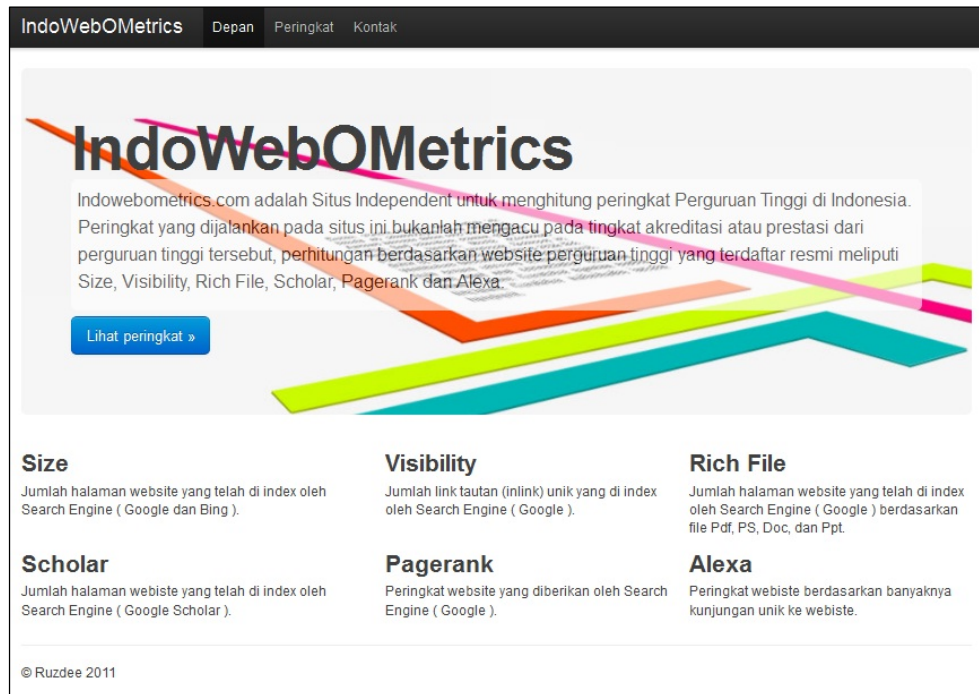 IndoWebOMetrics Depan Peringkat Kontak
IndoWebOMetrics
Indowebometrics.com adalah Situs Independent untuk menghitung peringkat Perguruan Tinggi di Indonesia.
Peringkat yang dijalankan pada situs ini bukanlah mengacu pada tingkat akreditasi atau prestasi dari
perguruan tinggi tersebut, perhitungan berdasarkan website perguruan tinggi yang terdaftar resmi meliputi
Size, Visibility, Rich File, Scholar, Pagerank dan Alexa.
Lihat peringkat »
Size
Jumlah halaman website yang telah di index oleh
Search Engine ( Google dan Bing ).
Visibility
Jumlah link tautan (inlink) unik yang di index
oleh Search Engine ( Google ).
Rich File
Jumlah halaman website yang telah di index
oleh Search Engine ( Google ) berdasarkan
file Pdf, PS, Doc, dan Ppt.
Scholar
Jumlah halaman webiste yang telah di index oleh
Search Engine ( Google Scholar ).
Pagerank
Peringkat website yang diberikan oleh Search
Engine ( Google ).
Alexa
Peringkat webiste berdasarkan banyaknya
kunjungan unik ke webiste.
© Ruzdee 2011